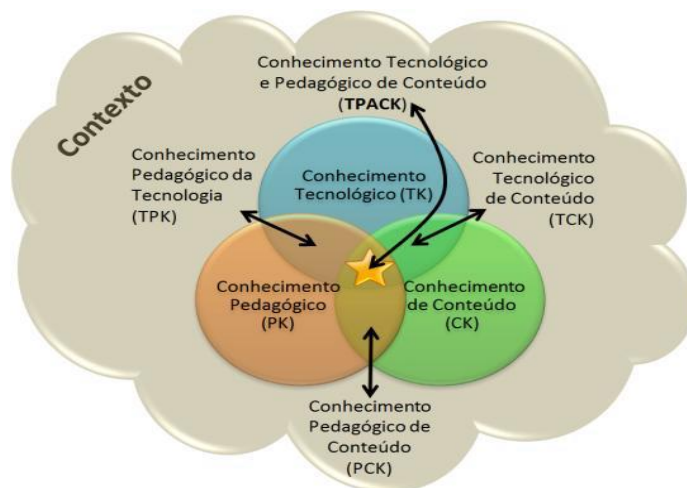 Contexto
Conhecimento Tecnológico
e Pedagógico de Conteúdo
(TPACK)
Conhecimento
Pedagógico da
Tecnologia
(TPK)
Conhecimento
Tecnológico (TK)
Conhecimento
Tecnológico
de Conteúdo
(TCK)
Conhecimento
Pedagógico
(PK)
Conhecimento
de Conteúdo
(CK)
Conhecimento
Pedagógico de
Conteúdo
(PCK)